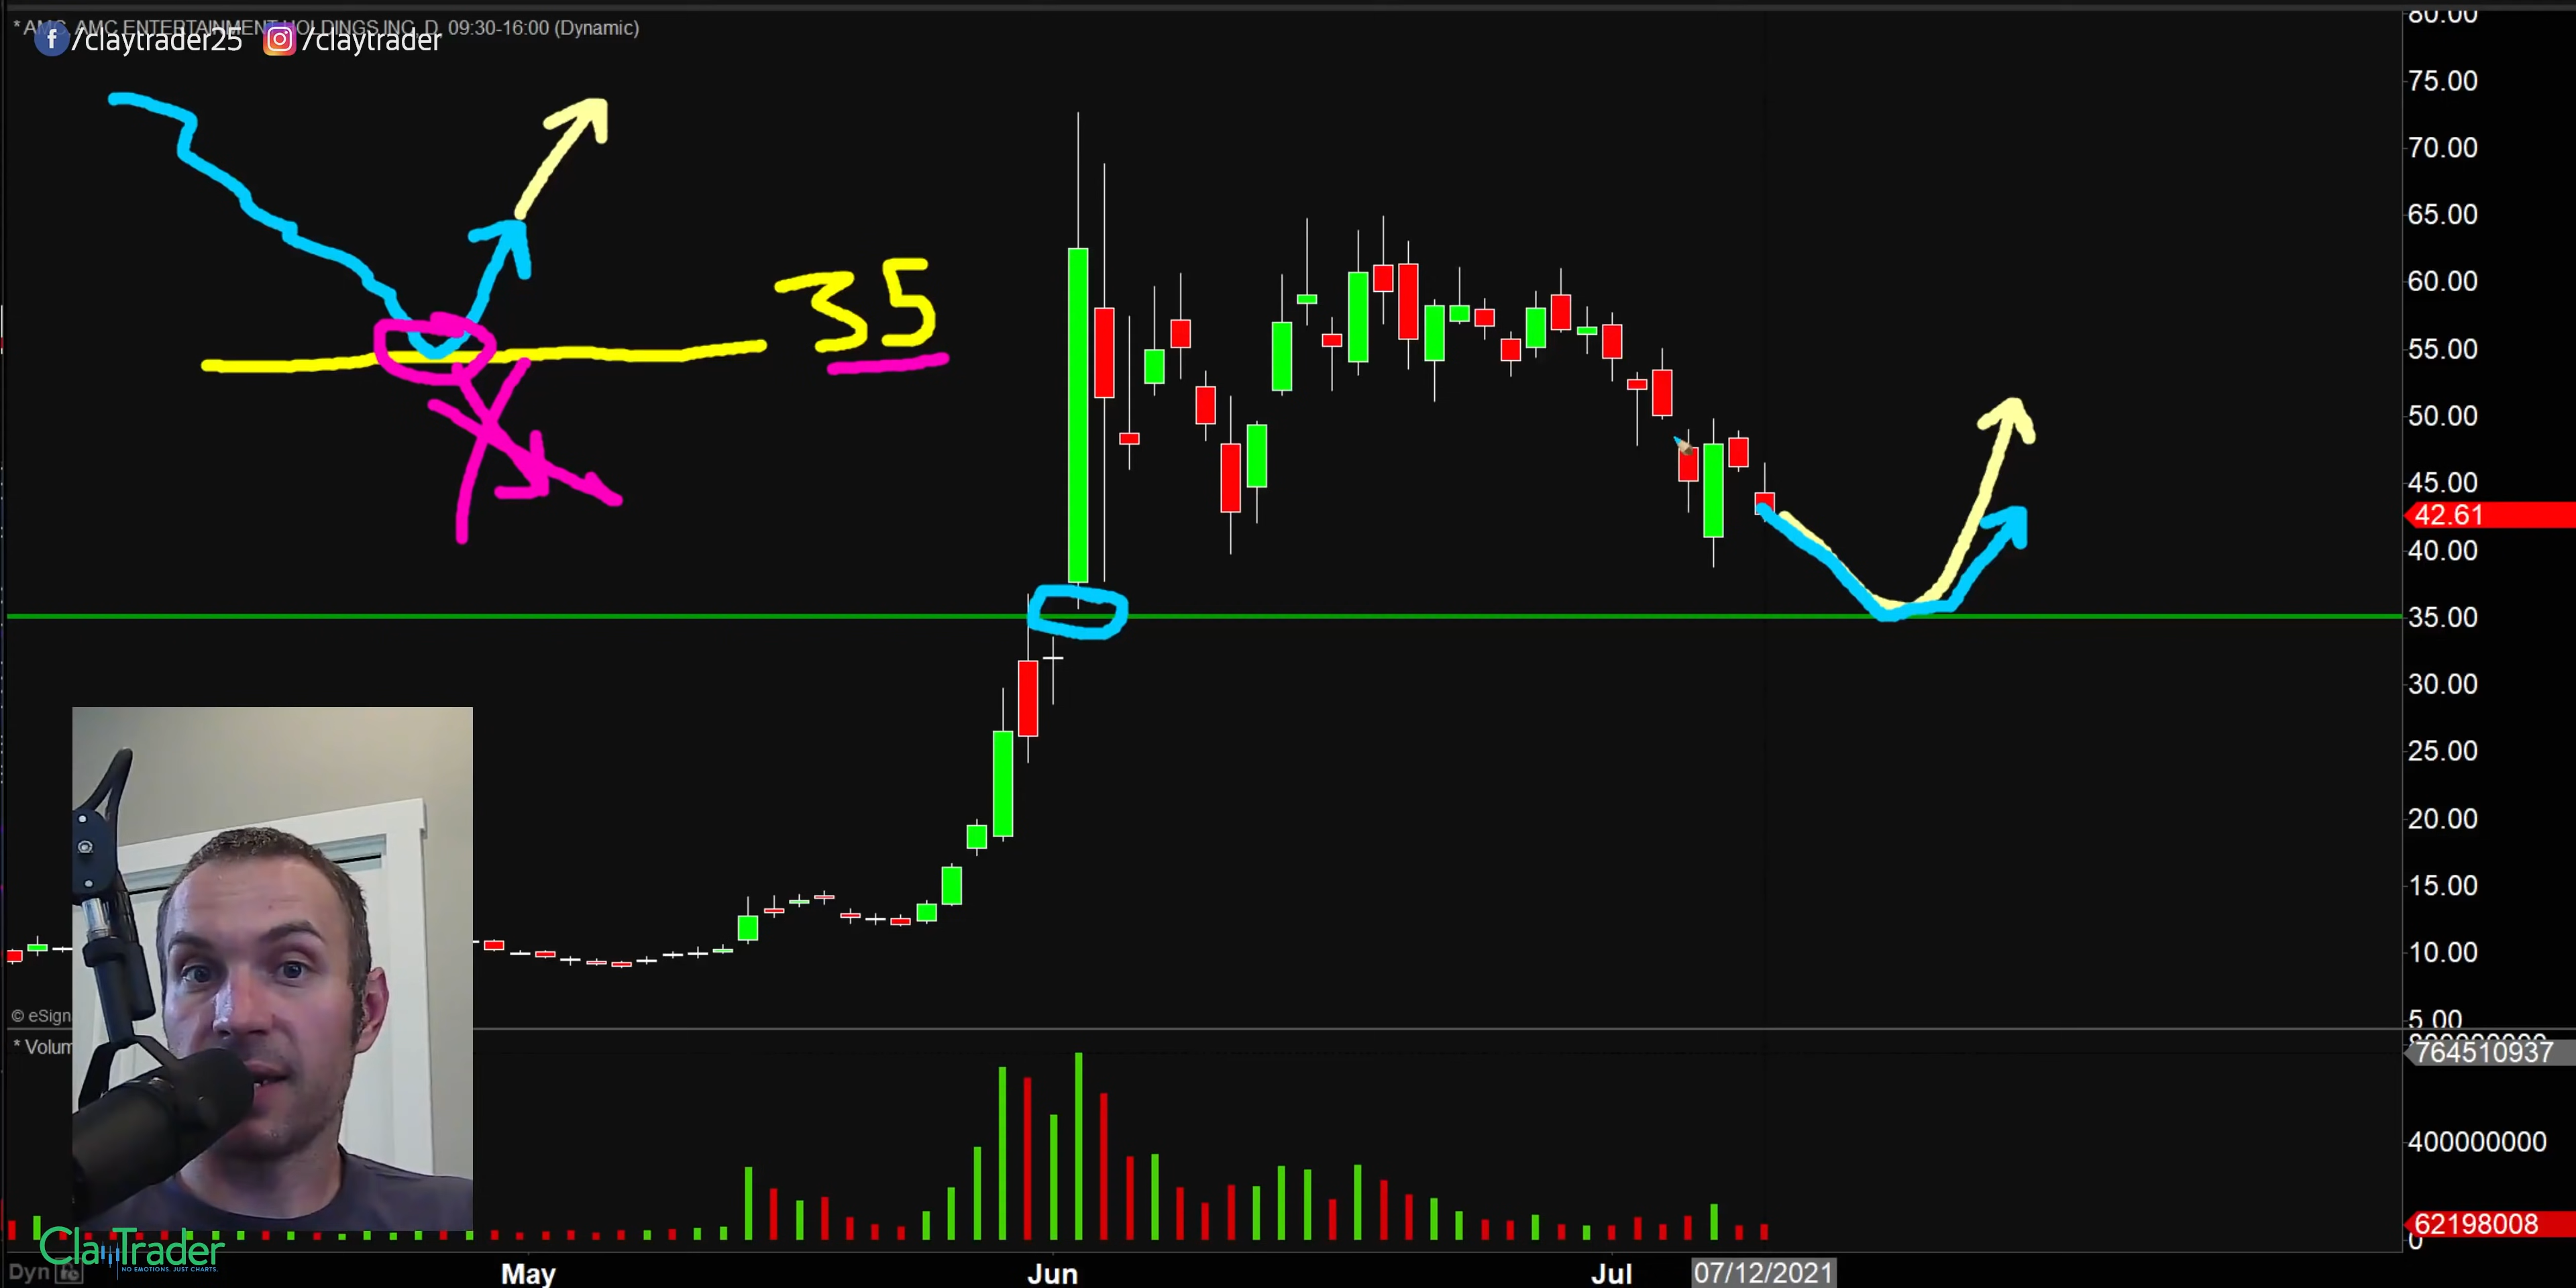 * AMC, AMC ENTERTAINMENT HOLDINGS INC, D, 09:30-16:00 (Dynamic)
/claytrader25 /claytrader
35
80.00
75.00
70.00
65.00
60.00
55.00
50.00
45.00
42.61
40.00
35.00
30.00
25.00
20.00
15.00
10.00
5.00
© eSign
* Volum
764510937
400000000
62198008
0
ClayTrader
NO EMOTIONS. JUST CHARTS.
Dyn
May Jun Jul 07/12/2021